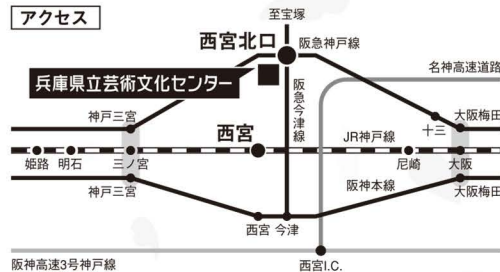 アクセス
至宝塚
西宮北口
阪急神戸線
兵庫県立芸術文化センター
阪急今津線
名神高速道路
神戸三宮
十三
大阪梅田
西宮
JR神戸線
姫路
明石
三ノ宮
尼崎
大阪
神戸三宮
阪神本線
大阪梅田
西宮
今津
阪神高速3号神戸線
西宮I.C.